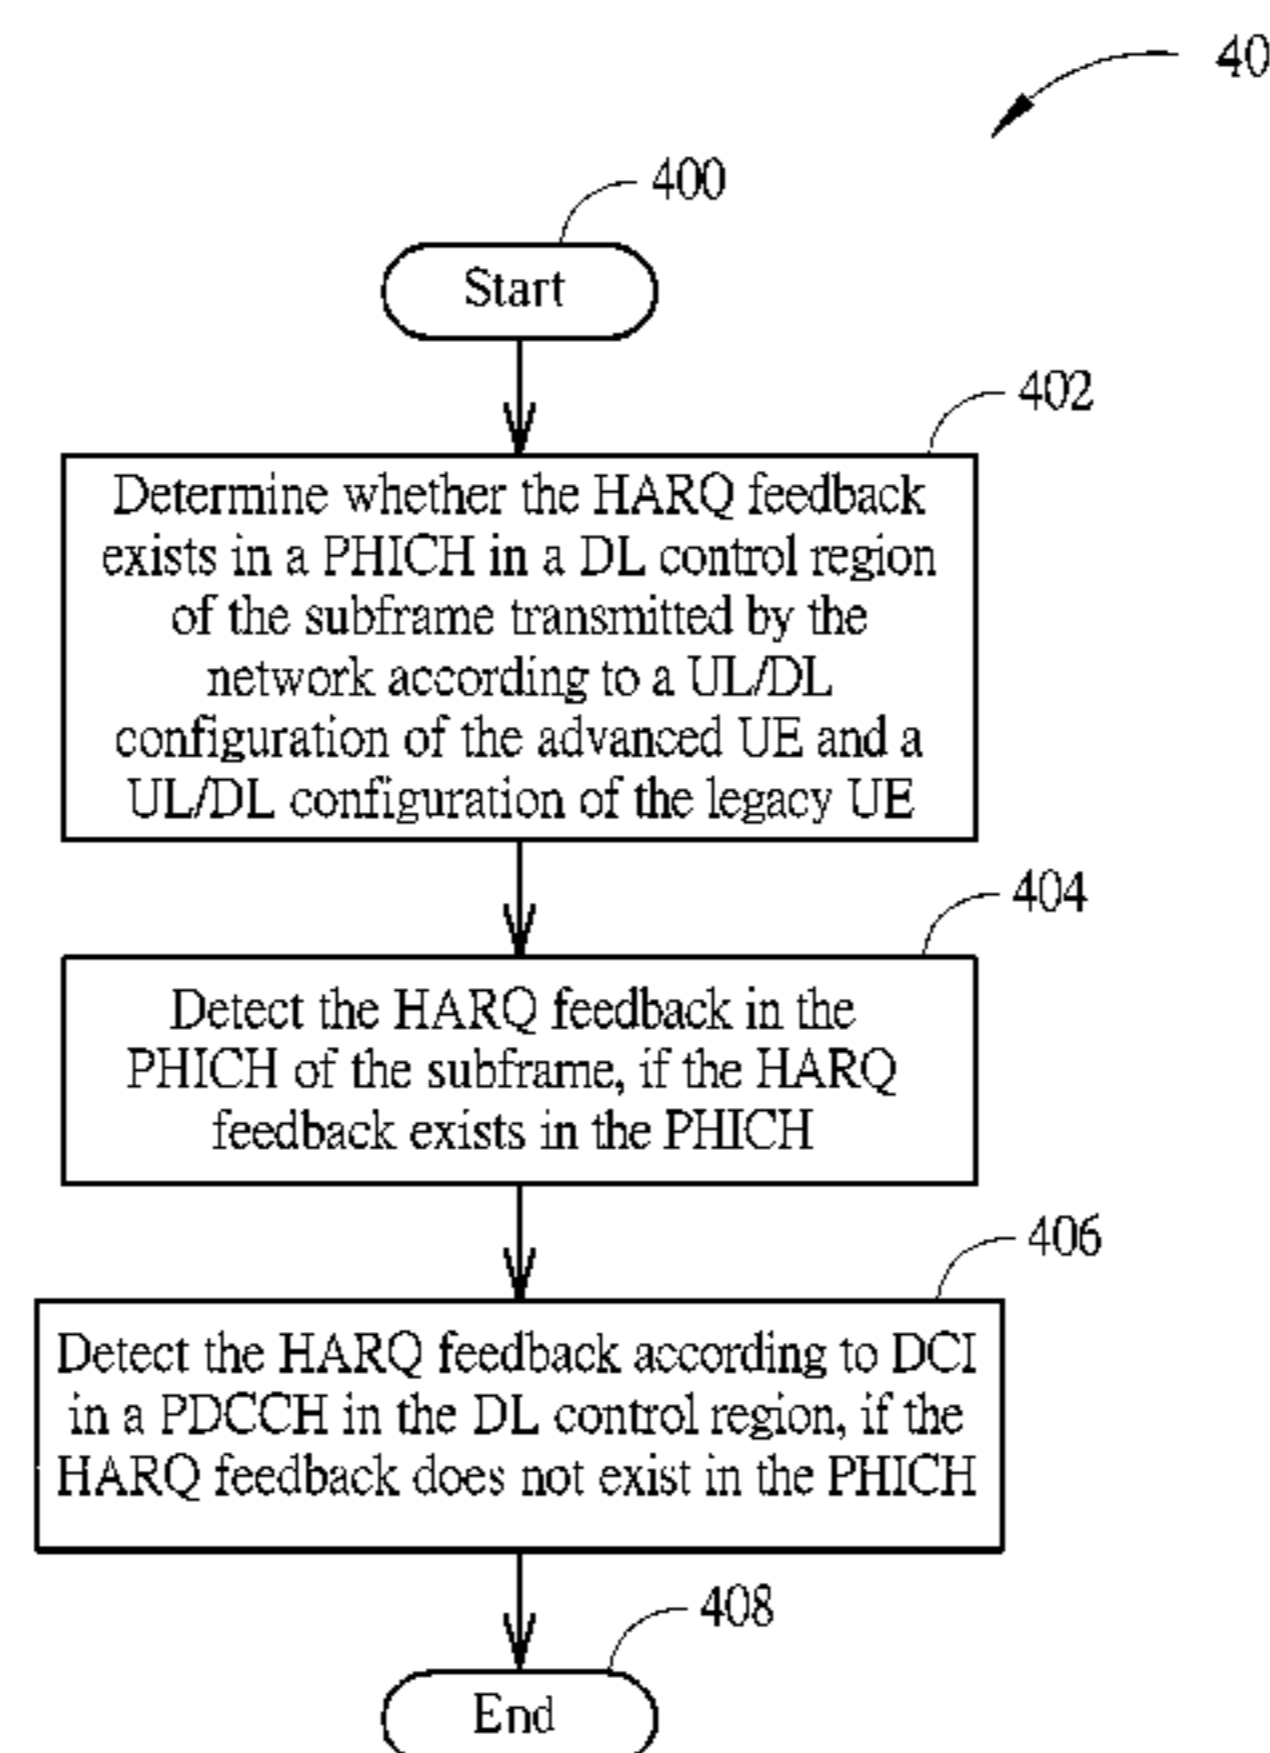 40
400
Start
402
Determine whether the HARQ feedback
exists in a PHICH in a DL control region
of the subframe transmitted by the
network according to a UL/DL
configuration of the advanced UE and a
UL/DL configuration of the legacy UE
404
Detect the HARQ feedback in the
PHICH of the subframe, if the HARQ
feedback exists in the PHICH
406
Detect the HARQ feedback according to DCI
in a PDCCH in the DL control region, if the
HARQ feedback does not exist in the PHICH
408
End